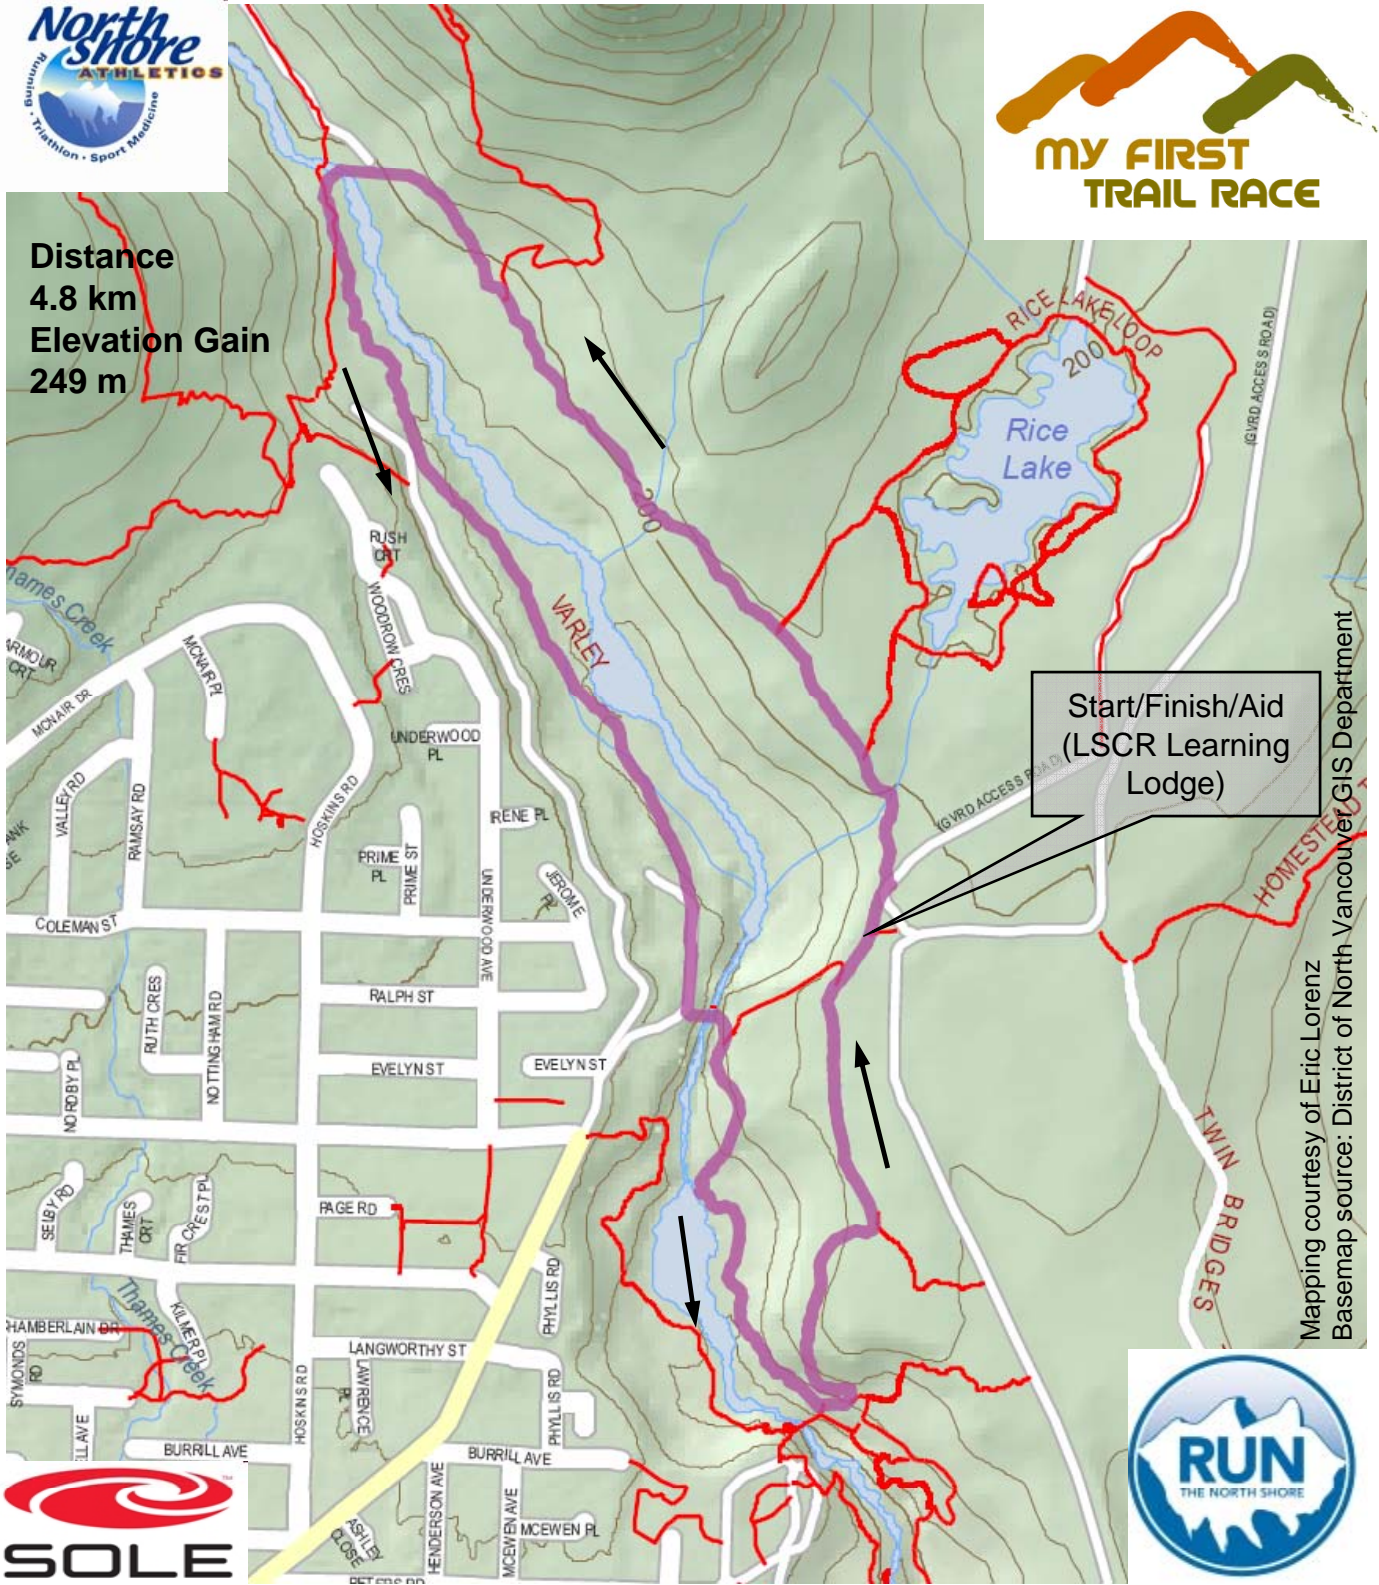 North
shore
ATHLETICS
Running · Triathlon · Sport Medicine
MY FIRST
TRAIL RACE
Distance
4.8 km
Elevation Gain
249 m
RICE LAKE LOOP
200
Rice
Lake
(GVRD ACCESS ROAD)
200
RUSH
CRT
WOODROW CRES
VARLEY
MCNAIR PL
ARMOUR
CRT
MCNAIR DR
UNDERWOOD
PL
Start/Finish/Aid
(LSCR Learning
Lodge)
(GVRD ACCESS ROAD)
HOMESTEAD T
VALLEY RD
RAMSAY RD
HOSKINS RD
IRENE PL
PRIME
PL
PRIME ST
JEROME
PL
UNDERWOOD AVE
COLEMAN ST
RALPH ST
RUTH CRES
NOTTINGHAM RD
NORDBY PL
EVELYN ST
EVELYN ST
TWIN BRIDGES
SELBY RD
THAMES
CRT
FIR CREST PL
PAGE RD
Thames Creek
KILMER PL
PHYLLIS RD
LANGWORTHY ST
LAWRENCE
PL
PHYLLIS RD
SYMONDS
RD
HOSKINS RD
BURRILL AVE
BURRILL AVE
HENDERSON AVE
MCEWEN AVE
MCEWEN PL
ASHLEY
CLOSE
PETERS RD
Mapping courtesy of Eric Lorenz
Basemap source: District of North Vancouver GIS Department
SOLE
™
RUN
THE NORTH SHORE